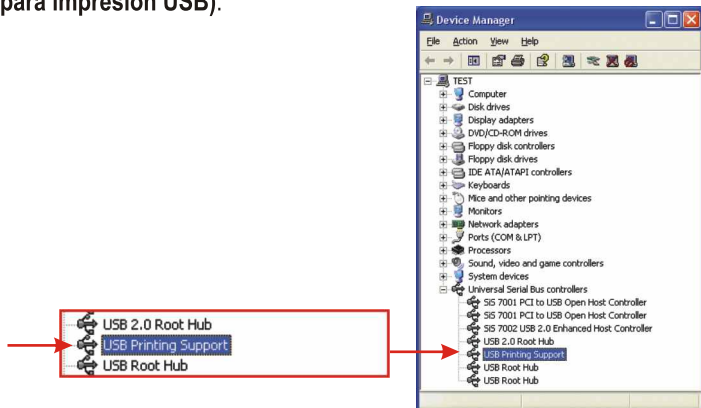 para impresión USB).
Device Manager
File Action View Help
TEST
Computer
Disk drives
Display adapters
DVD/CD-ROM drives
Floppy disk controllers
Floppy disk drives
IDE ATA/ATAPI controllers
Keyboards
Mice and other pointing devices
Monitors
Network adapters
Ports (COM & LPT)
Processors
Sound, video and game controllers
System devices
Universal Serial Bus controllers
SiS 7001 PCI to USB Open Host Controller
SiS 7001 PCI to USB Open Host Controller
SiS 7002 USB 2.0 Enhanced Host Controller
USB 2.0 Root Hub
USB Printing Support
USB Root Hub
USB Root Hub
USB 2.0 Root Hub
USB Printing Support
USB Root Hub